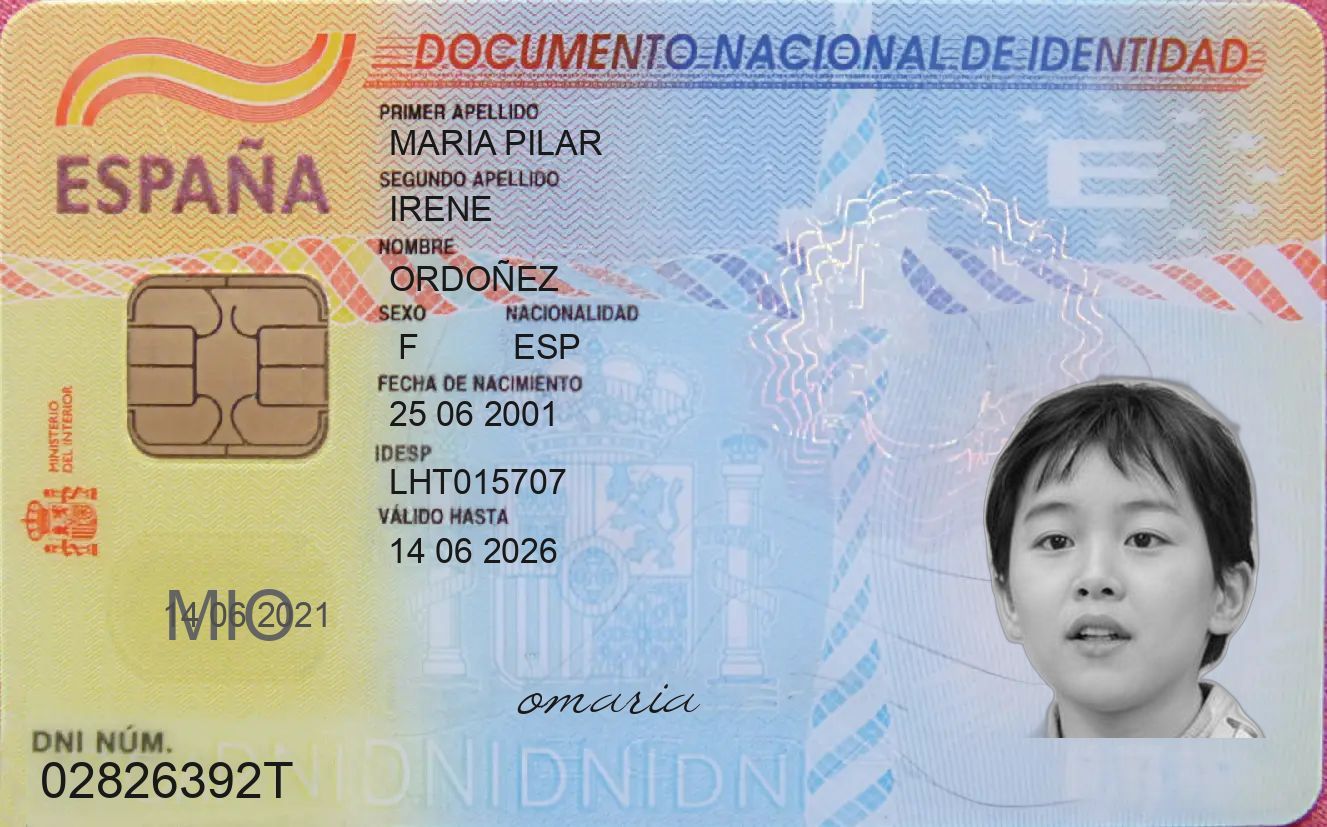 DOCUMENTO NACIONAL DE IDENTIDAD
ESPAÑA
PRIMER APELLIDO
MARIA PILAR
SEGUNDO APELLIDO
IRENE
NOMBRE
ORDOÑEZ
SEXO NACIONALIDAD
F ESP
FECHA DE NACIMIENTO
25 06 2001
IDESP
LHT015707
VÁLIDO HASTA
14 06 2026
MINISTERIO
DEL INTERIOR
E
MIO
14 06 2021
omaria
DNI NÚM.
02826392T
DNIDNIDNIDNI